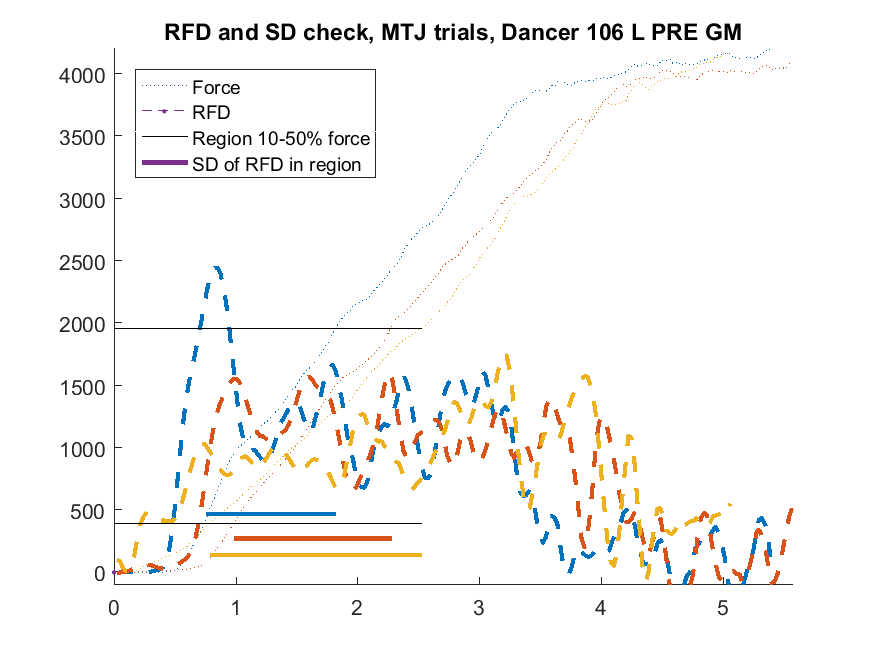 RFD and SD check, MTJ trials, Dancer 106 L PRE GM
4000
3500
3000
2500
2000
1500
1000
500
0
Force
RFD
Region 10-50% force
SD of RFD in region
0 1 2 3 4 5